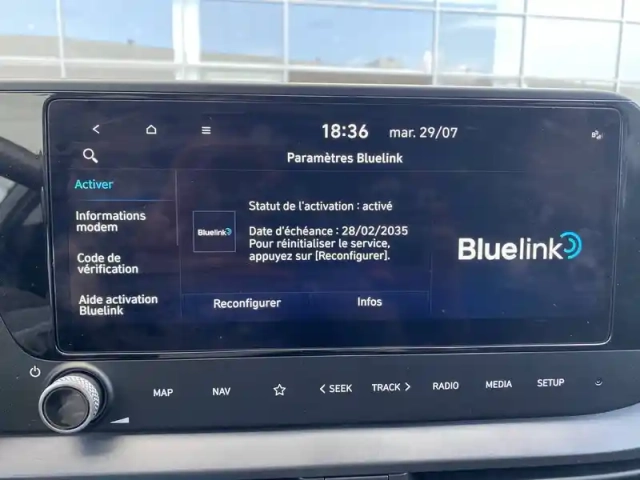 18:36 mar. 29/07
Paramètres Bluelink
Activer
Informations
modem
Code de
vérification
Aide activation
Bluelink
Bluelink
Statut de l'activation : activé
Date d'échéance : 28/02/2035
Pour réinitialiser le service,
appuyez sur [Reconfigurer].
Reconfigurer Infos
Bluelink
MAP NAV < SEEK TRACK > RADIO MEDIA SETUP